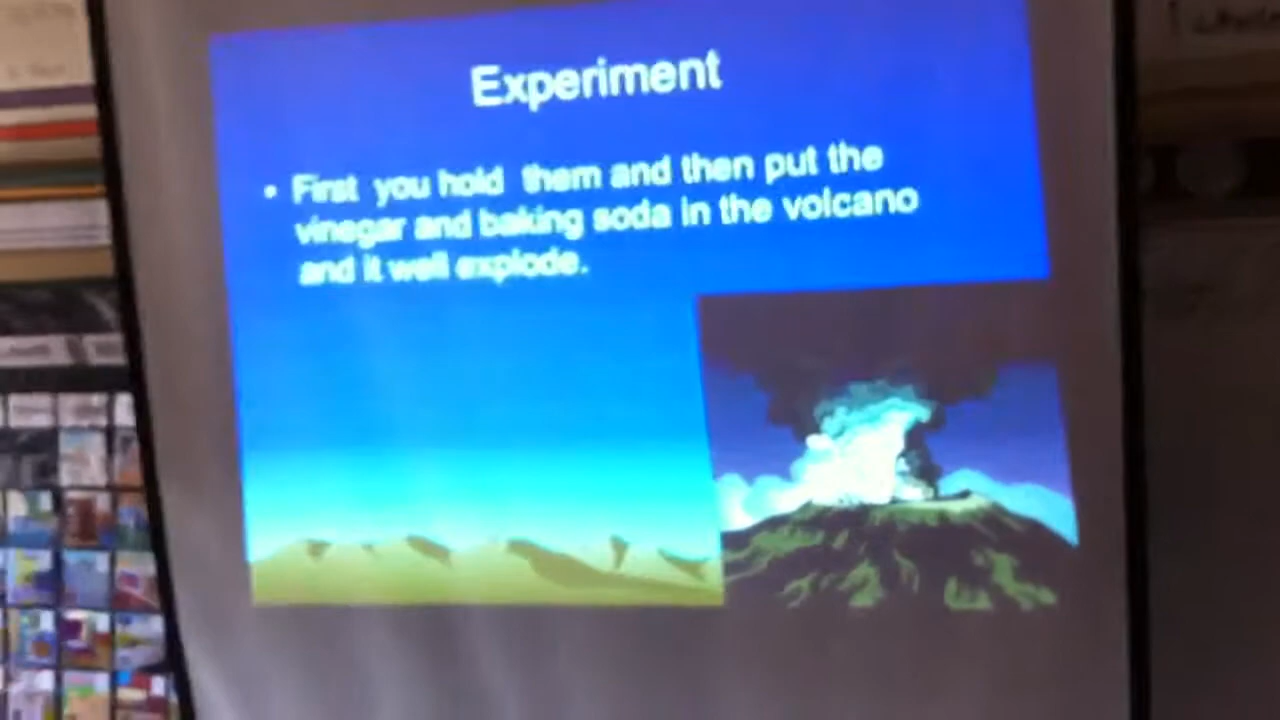 Experiment
• First you hold them and then put the
vinegar and baking soda in the volcano
and it well explode.